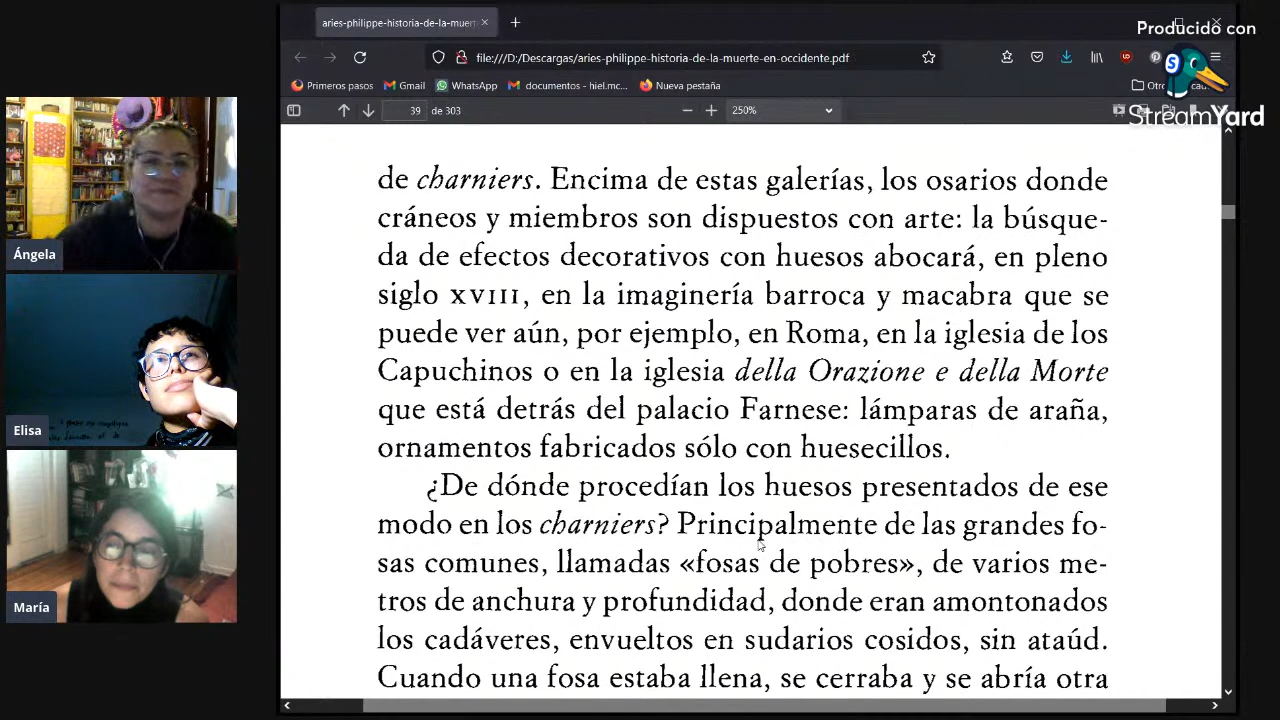 aries-philippe-historia-de-la-muert
Producido con
file:///D:/Descargas/aries-philippe-historia-de-la-muerte-en-occidente.pdf
Primeros pasos
Gmail
WhatsApp
documentos - hiel.mc...
Nueva pestaña
StreamYard
39 de 303
250%
de charniers. Encima de estas galerías, los osarios donde
cráneos y miembros son dispuestos con arte: la búsque-
da de efectos decorativos con huesos abocará, en pleno
siglo XVIII, en la imaginería barroca y macabra que se
puede ver aún, por ejemplo, en Roma, en la iglesia de los
Capuchinos o en la iglesia della Orazione e della Morte
que está detrás del palacio Farnese: lámparas de araña,
ornamentos fabricados sólo con huesecillos.
¿De dónde procedían los huesos presentados de ese
modo en los charniers? Principalmente de las grandes fo-
sas comunes, llamadas «fosas de pobres», de varios me-
tros de anchura y profundidad, donde eran amontonados
los cadáveres, envueltos en sudarios cosidos, sin ataúd.
Cuando una fosa estaba llena, se cerraba y se abría otra
Ángela
Elisa
María